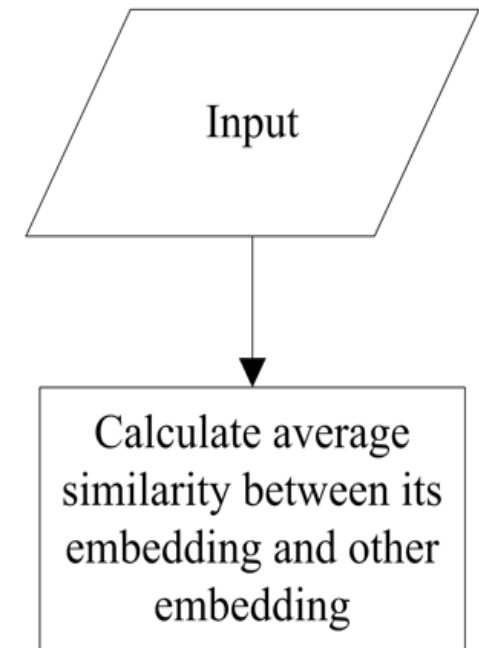 Input
Calculate average
similarity between its
embedding and other
embedding